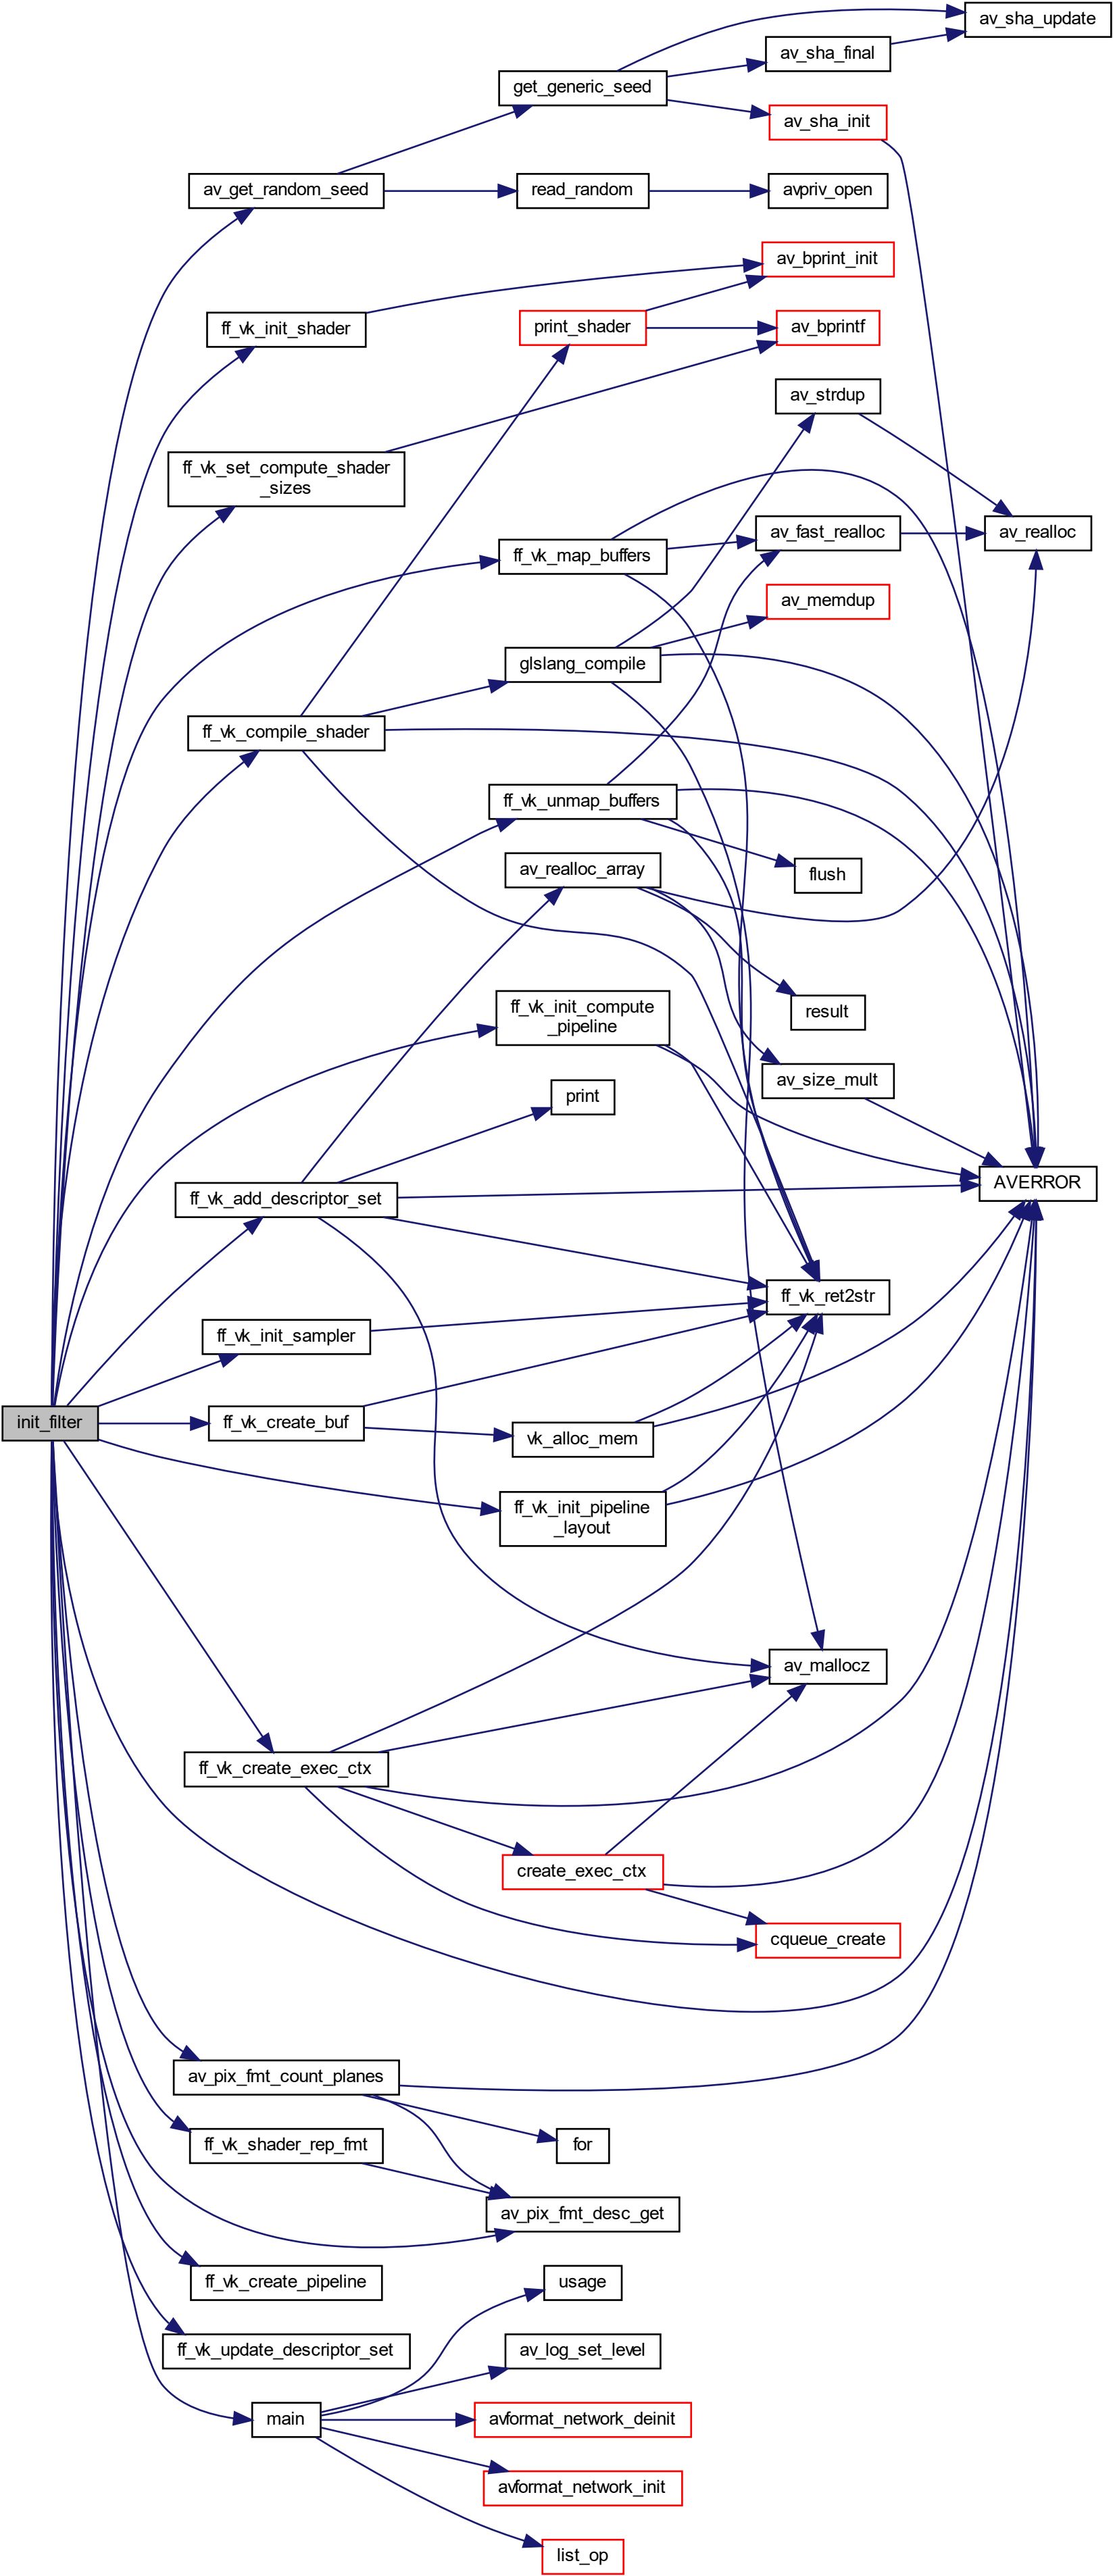 av_sha_update
av_sha_final
get_generic_seed
av_sha_init
av_get_random_seed
read_random
avpriv_open
av_bprint_init
ff_vk_init_shader
print_shader
av_bprintf
av_strdup
ff_vk_set_compute_shader
_sizes
ff_vk_map_buffers
av_fast_realloc
av_realloc
av_memdup
glslang_compile
ff_vk_compile_shader
ff_vk_unmap_buffers
flush
av_realloc_array
ff_vk_init_compute
_pipeline
result
av_size_mult
print
AVERROR
ff_vk_add_descriptor_set
ff_vk_ret2str
ff_vk_init_sampler
init_filter
ff_vk_create_buf
vk_alloc_mem
ff_vk_init_pipeline
_layout
av_mallocz
ff_vk_create_exec_ctx
create_exec_ctx
cqueue_create
av_pix_fmt_count_planes
ff_vk_shader_rep_fmt
for
av_pix_fmt_desc_get
ff_vk_create_pipeline
usage
ff_vk_update_descriptor_set
av_log_set_level
main
avformat_network_deinit
avformat_network_init
list_op